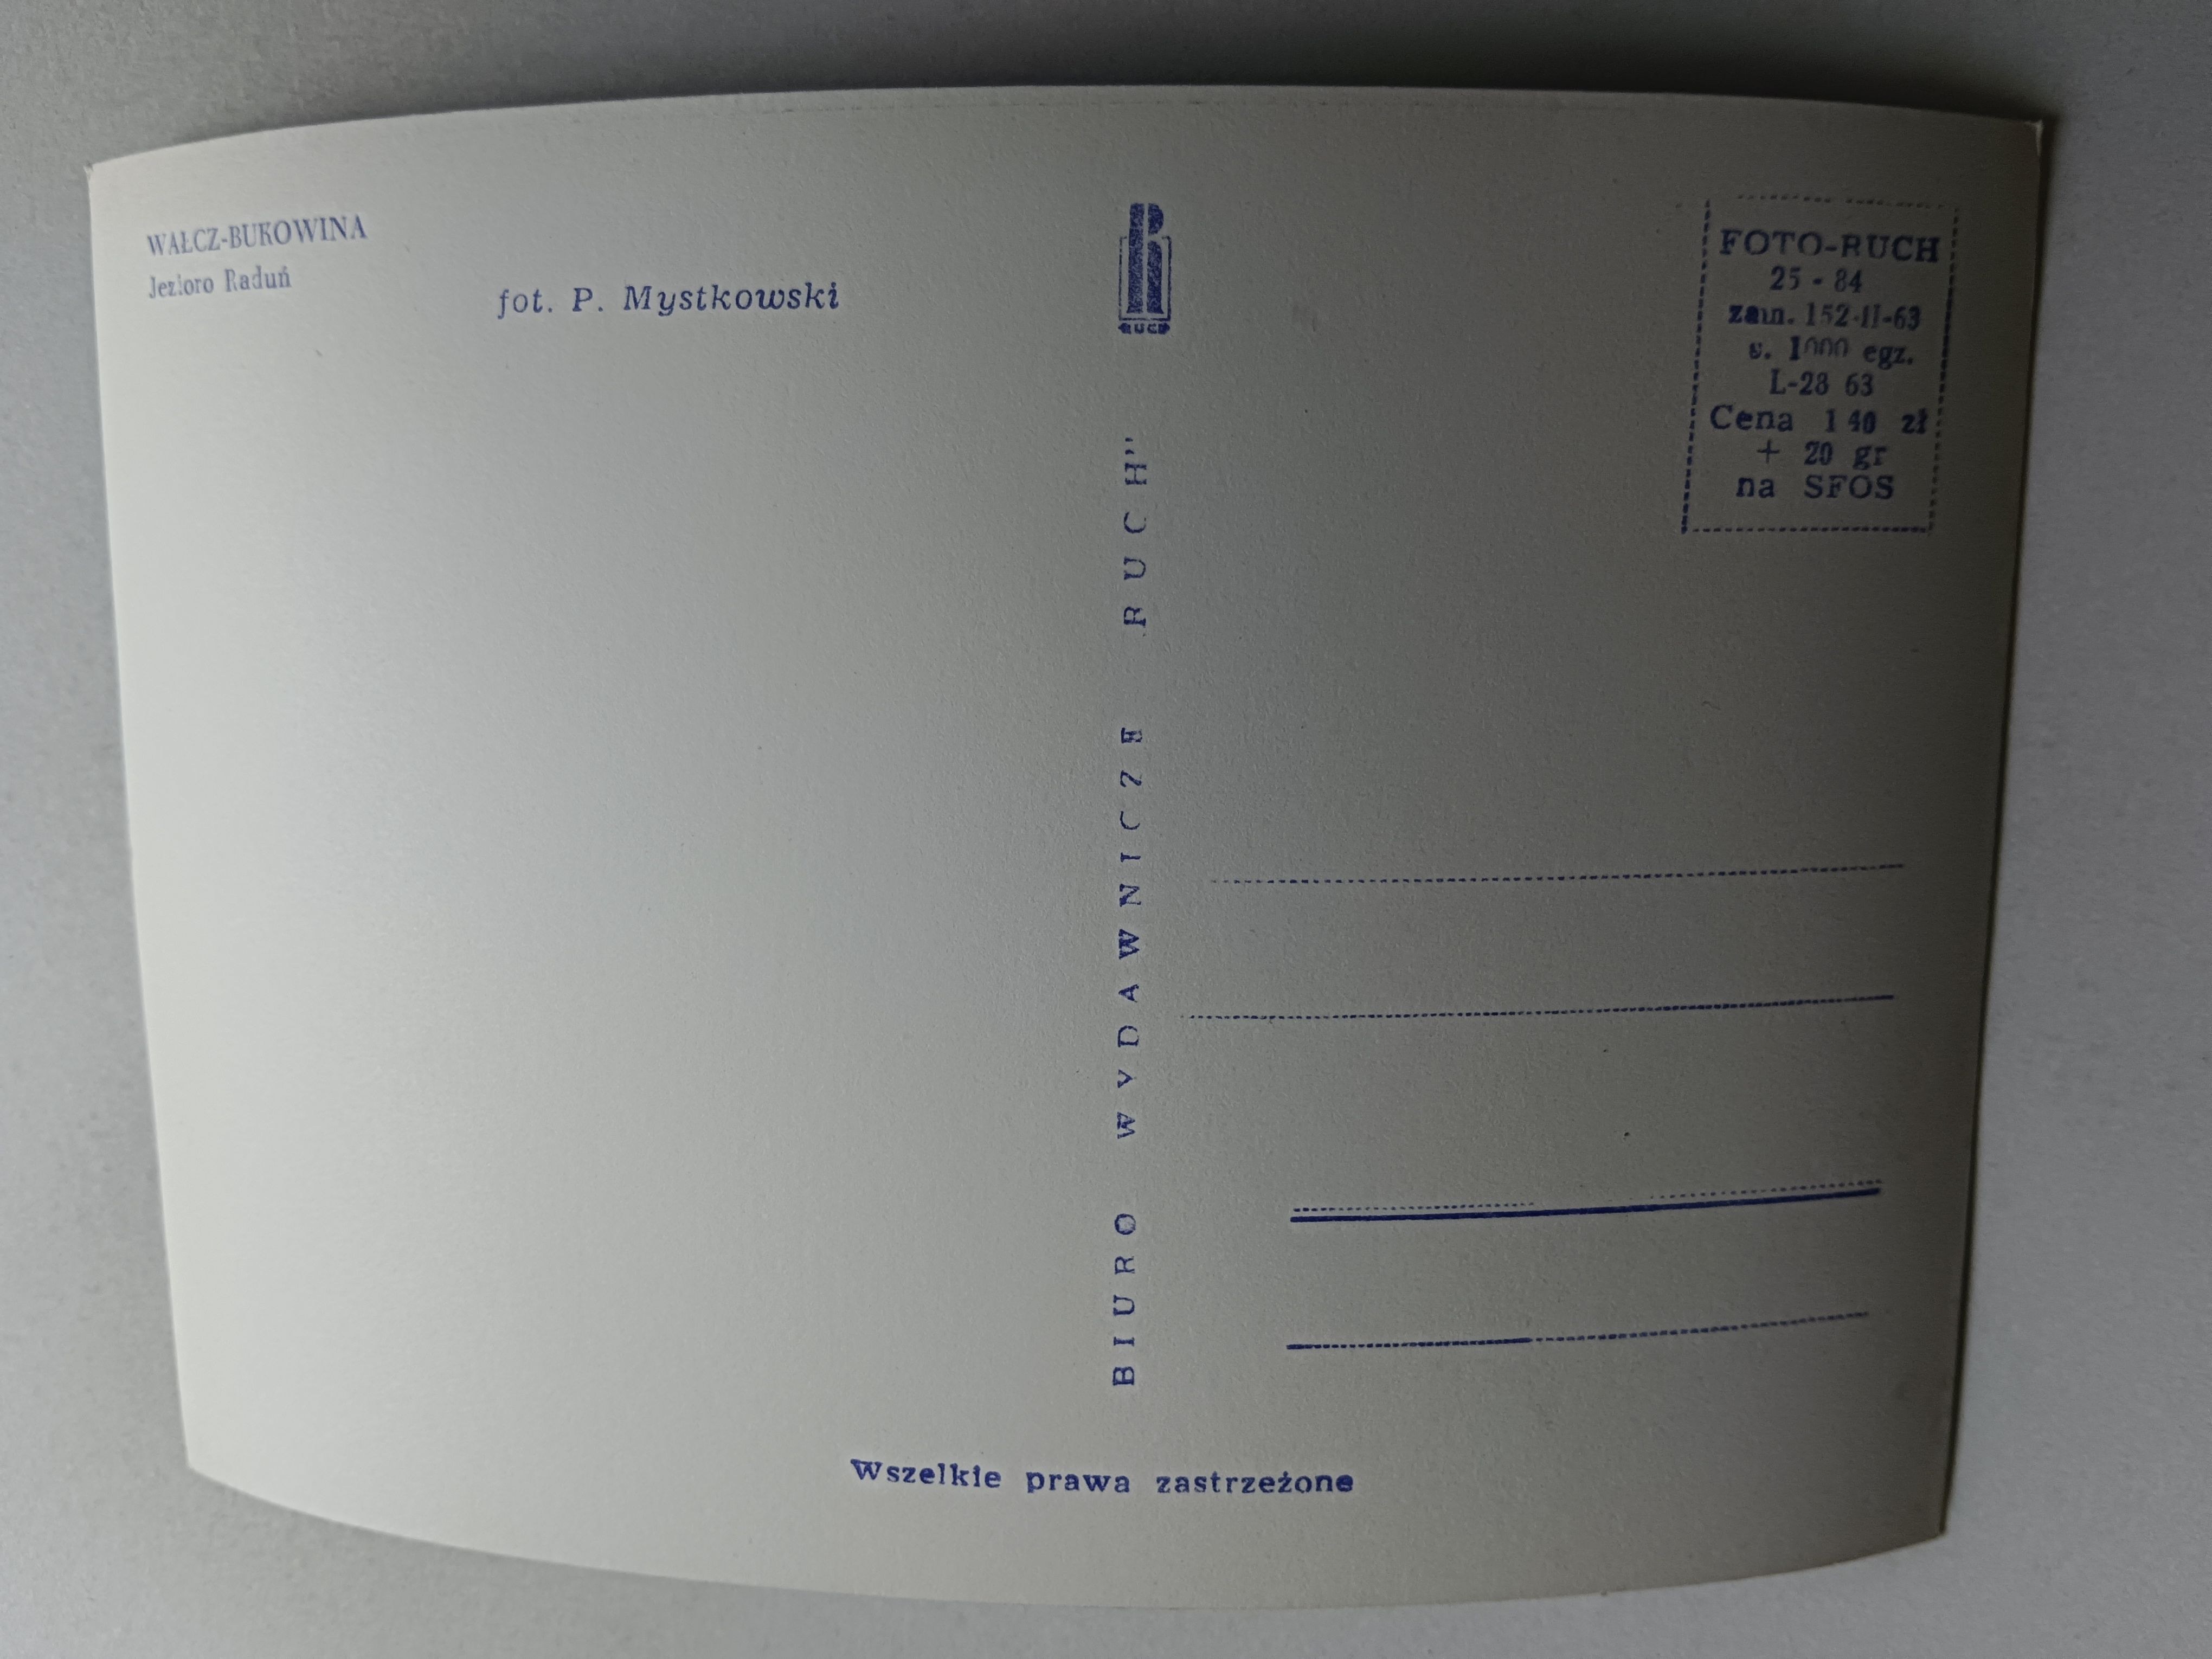 WAŁCZ-BUKOWINA
Jezioro Raduń
fot. P. Mystkowski
RUCH
BIURO WYDAWNICZE RUCH"
FOTO-RUCH
25 - 84
zam. 152-II-63
1000 egz.
L-28 63
Cena 1 40 zł
+ 20 gr
na SFOS
Wszelkie prawa zastrzeżone